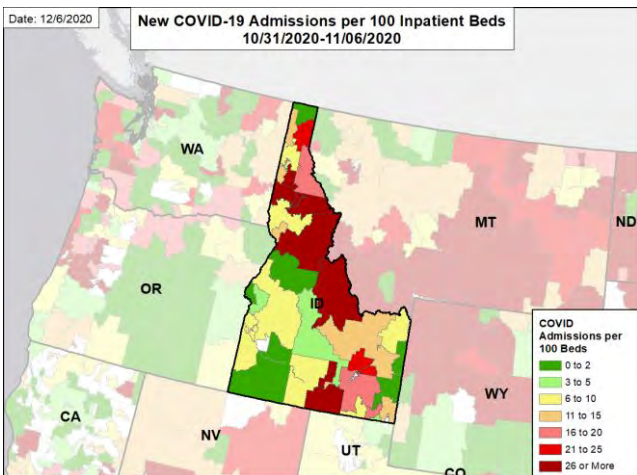 Date: 12/6/2020
New COVID-19 Admissions per 100 Inpatient Beds
10/31/2020-11/06/2020
WA
MT
ND
OR
ID
WY
CA
NV
UT
CO
COVID
Admissions per
100 Beds
0 to 2
3 to 5
6 to 10
11 to 15
16 to 20
21 to 25
26 or More